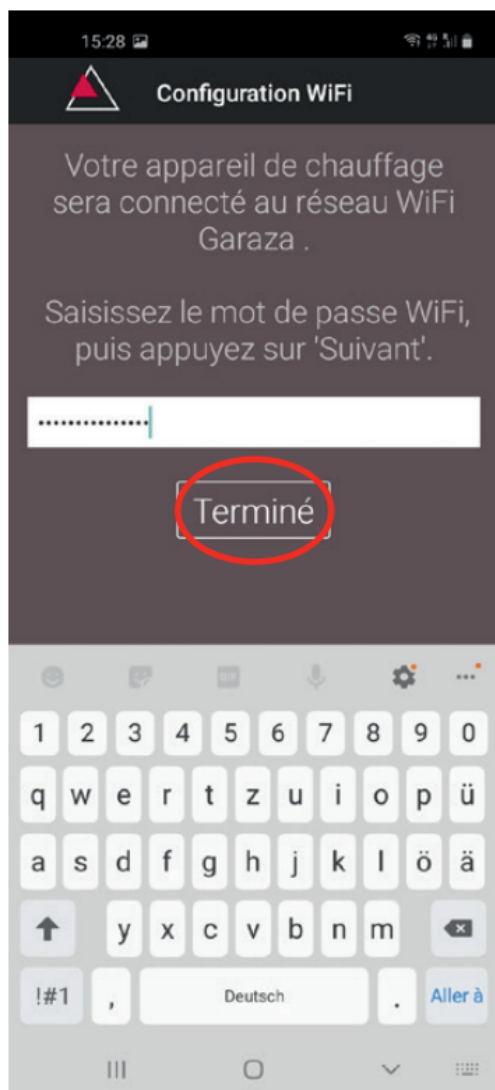 15:28
Configuration WiFi
Votre appareil de chauffage
sera connecté au réseau WiFi
Garaza .
Saisissez le mot de passe WiFi,
puis appuyez sur 'Suivant'.
•••••••••••••••
Terminé
GIF
1 2 3 4 5 6 7 8 9 0
q w e r t z u i o p ü
a s d f g h j k l ö ä
y x c v b n m
!#1 , Deutsch . Aller à